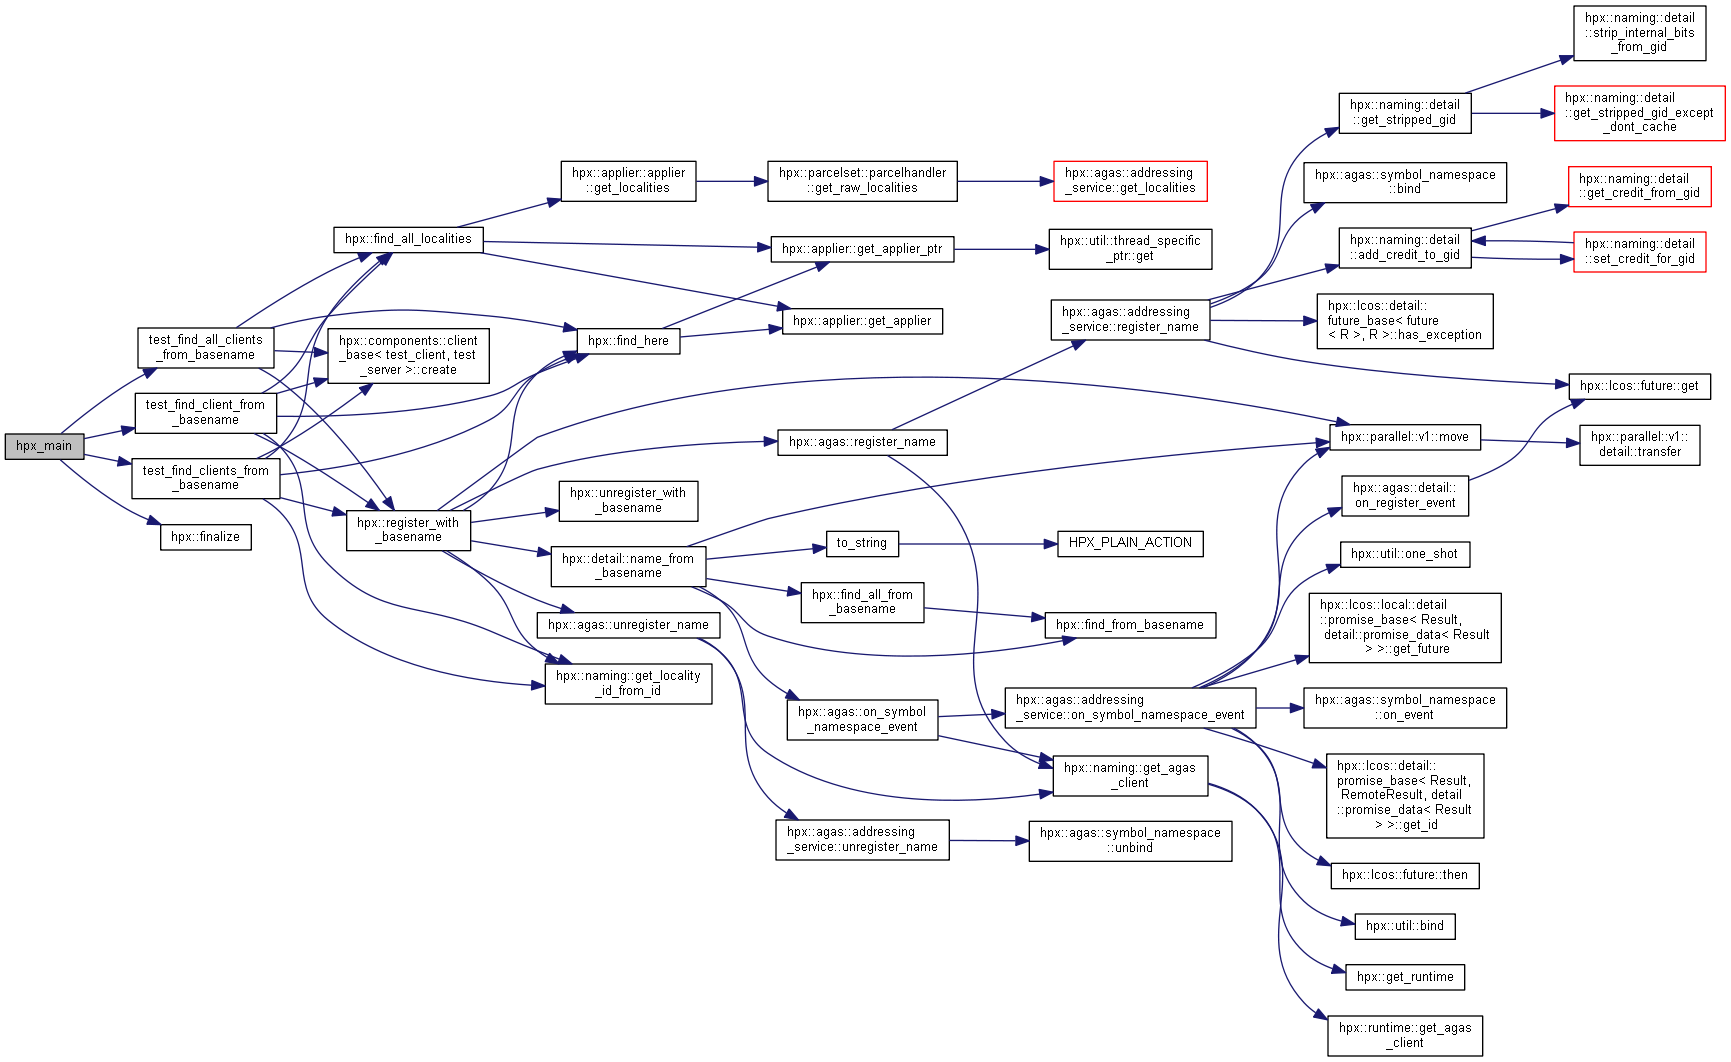 hpx_main
test_find_all_clients
_from_basename
test_find_client_from
_basename
test_find_clients_from
_basename
hpx::finalize
hpx::find_all_localities
hpx::components::client
_base< test_client, test
_server >::create
hpx::register_with
_basename
hpx::applier::applier
::get_localities
hpx::find_here
hpx::unregister_with
_basename
hpx::detail::name_from
_basename
hpx::agas::unregister_name
hpx::naming::get_locality
_id_from_id
hpx::parcelset::parcelhandler
::get_raw_localities
hpx::applier::get_applier_ptr
hpx::applier::get_applier
hpx::agas::register_name
to_string
hpx::find_all_from
_basename
hpx::agas::on_symbol
_namespace_event
hpx::agas::addressing
_service::unregister_name
hpx::agas::addressing
_service::get_localities
hpx::util::thread_specific
_ptr::get
hpx::agas::addressing
_service::register_name
HPX_PLAIN_ACTION
hpx::find_from_basename
hpx::agas::addressing
_service::on_symbol_namespace_event
hpx::naming::get_agas
_client
hpx::agas::symbol_namespace
::unbind
hpx::naming::detail
::get_stripped_gid
hpx::agas::symbol_namespace
::bind
hpx::naming::detail
::add_credit_to_gid
hpx::lcos::detail::
future_base< future
< R >, R >::has_exception
hpx::parallel::v1::move
hpx::agas::detail::
on_register_event
hpx::util::one_shot
hpx::lcos::local::detail
::promise_base< Result,
detail::promise_data< Result
> >::get_future
hpx::agas::symbol_namespace
::on_event
hpx::lcos::detail::
promise_base< Result,
RemoteResult, detail
::promise_data< Result
> >::get_id
hpx::lcos::future::then
hpx::util::bind
hpx::get_runtime
hpx::runtime::get_agas
_client
hpx::naming::detail
::strip_internal_bits
_from_gid
hpx::naming::detail
::get_stripped_gid_except
_dont_cache
hpx::naming::detail
::get_credit_from_gid
hpx::naming::detail
::set_credit_for_gid
hpx::lcos::future::get
hpx::parallel::v1::
detail::transfer